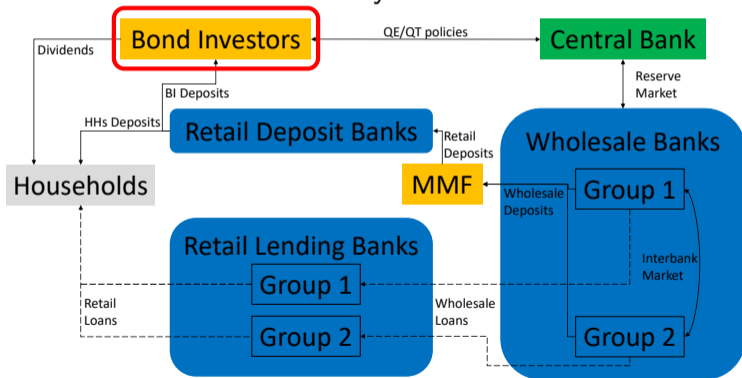 Dividends
Bond Investors
QE/QT policies
Central Bank
BI Deposits
Reserve
Market
HHs Deposits
Retail Deposit Banks
Retail
Deposits
Wholesale Banks
Households
MMF
Wholesale
Deposits
Group 1
Interbank
Market
Retail Lending Banks
Group 1
Retail
Loans
Wholesale
Loans
Group 2
Group 2